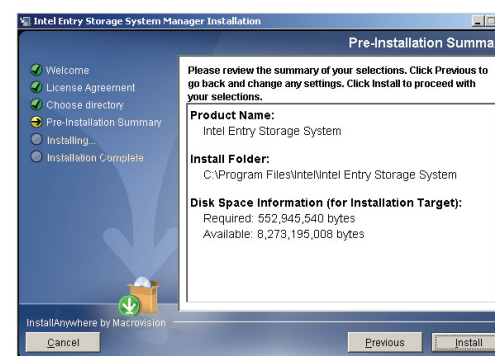 Intel Entry Storage System Manager Installation
Pre-Installation Summa
Welcome
License Agreement
Choose directory
Pre-Installation Summary
Installing...
Installation Complete
Please review the summary of your selections. Click Previous to
go back and change any settings. Click Install to proceed with
your selections.
Product Name:
Intel Entry Storage System
Install Folder:
C:\Program Files\Intel\Intel Entry Storage System
Disk Space Information (for Installation Target):
Required: 552,945,540 bytes
Available: 8,273,195,008 bytes
InstallAnywhere by Macrovision
Cancel
Previous
Install